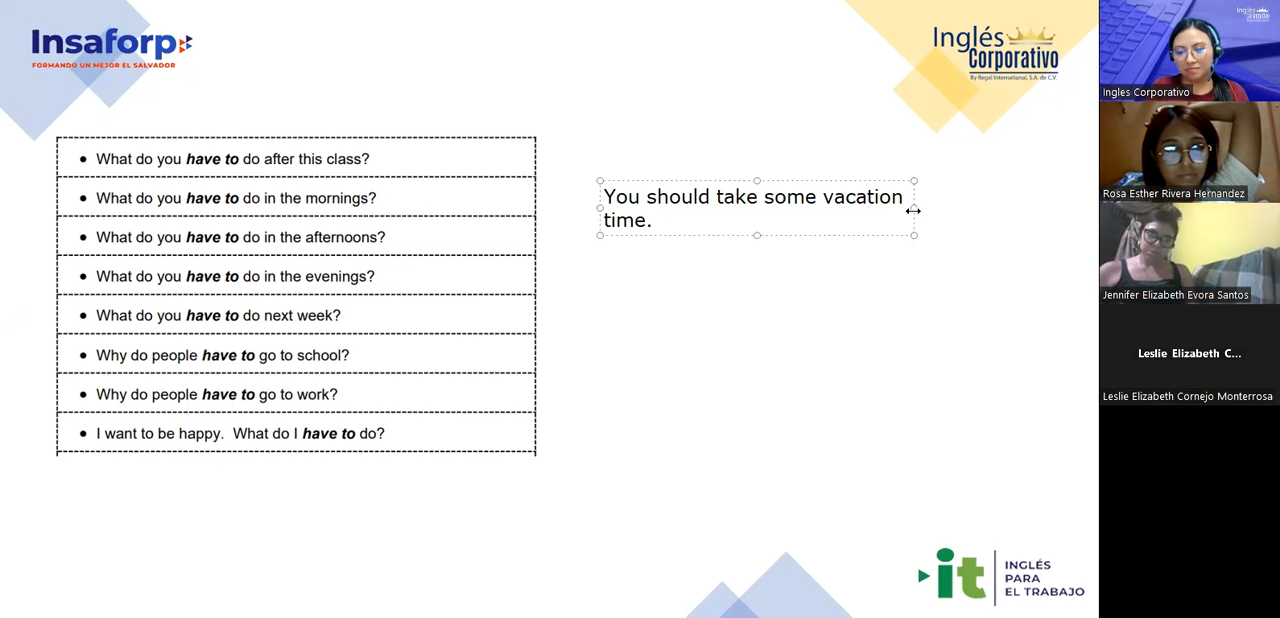 Insaforp
FORMANDO UN MEJOR EL SALVADOR
Inglés
Corporativo
By Regal International, S.A. de C.V.
• What do you have to do after this class?
• What do you have to do in the mornings?
• What do you have to do in the afternoons?
• What do you have to do in the evenings?
• What do you have to do next week?
• Why do people have to go to school?
• Why do people have to go to work?
• I want to be happy. What do I have to do?
You should take some vacation
time.
it
INGLÉS
PARA
EL TRABAJO
Ingles Corporativo
Rosa Esther Rivera Hernandez
Jennifer Elizabeth Evora Santos
Leslie Elizabeth C...
Leslie Elizabeth Cornejo Monterrosa